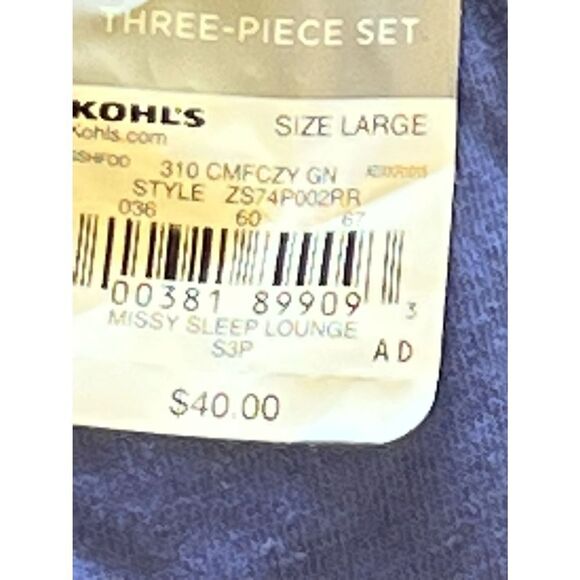 THREE-PIECE SET
KOHL'S SIZE LARGE
Kohls.com
310 CMFCZY GN
STYLE ZS74P002RR
036 60 67
00381 89909 3
MISSY SLEEP LOUNGE
S3P AD
$40.00